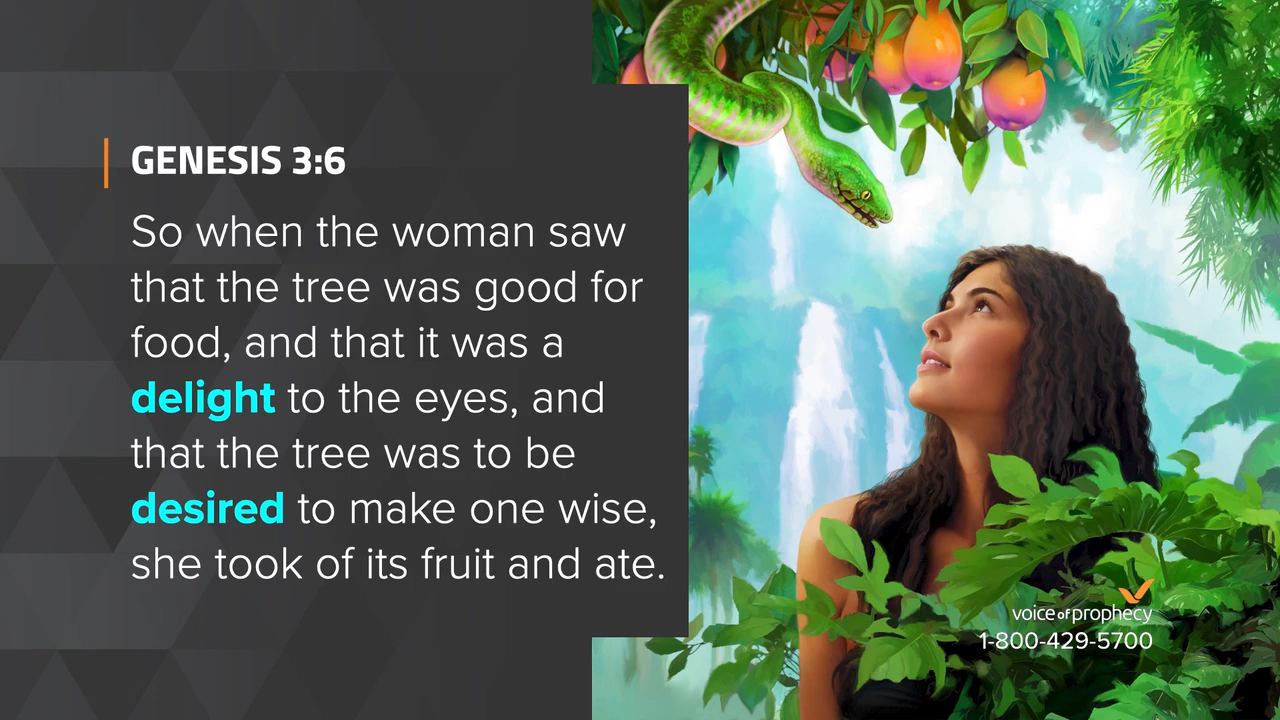 GENESIS 3:6
So when the woman saw
that the tree was good for
food, and that it was a
delight to the eyes, and
that the tree was to be
desired to make one wise,
she took of its fruit and ate.
voice of prophecy
1-800-429-5700